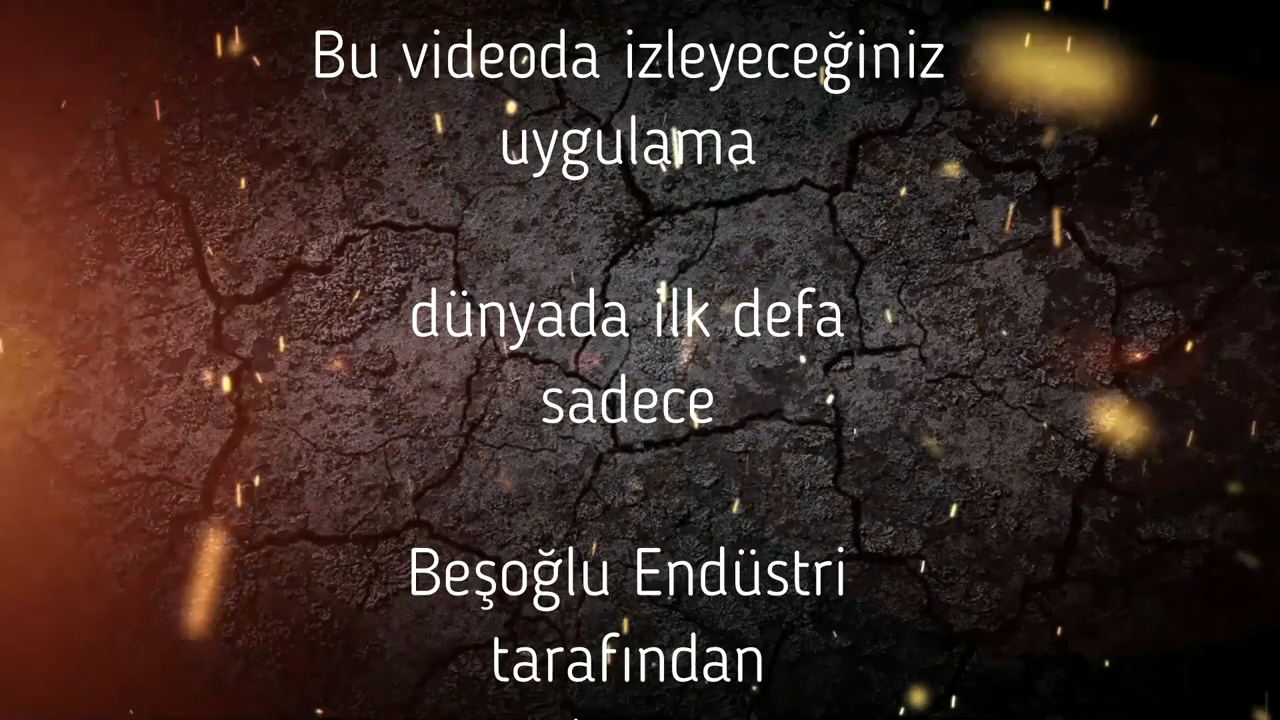 Bu videoda izleyeceğiniz
uygulama
dünyada ilk defa
sadece
Beşoğlu Endüstri
tarafından